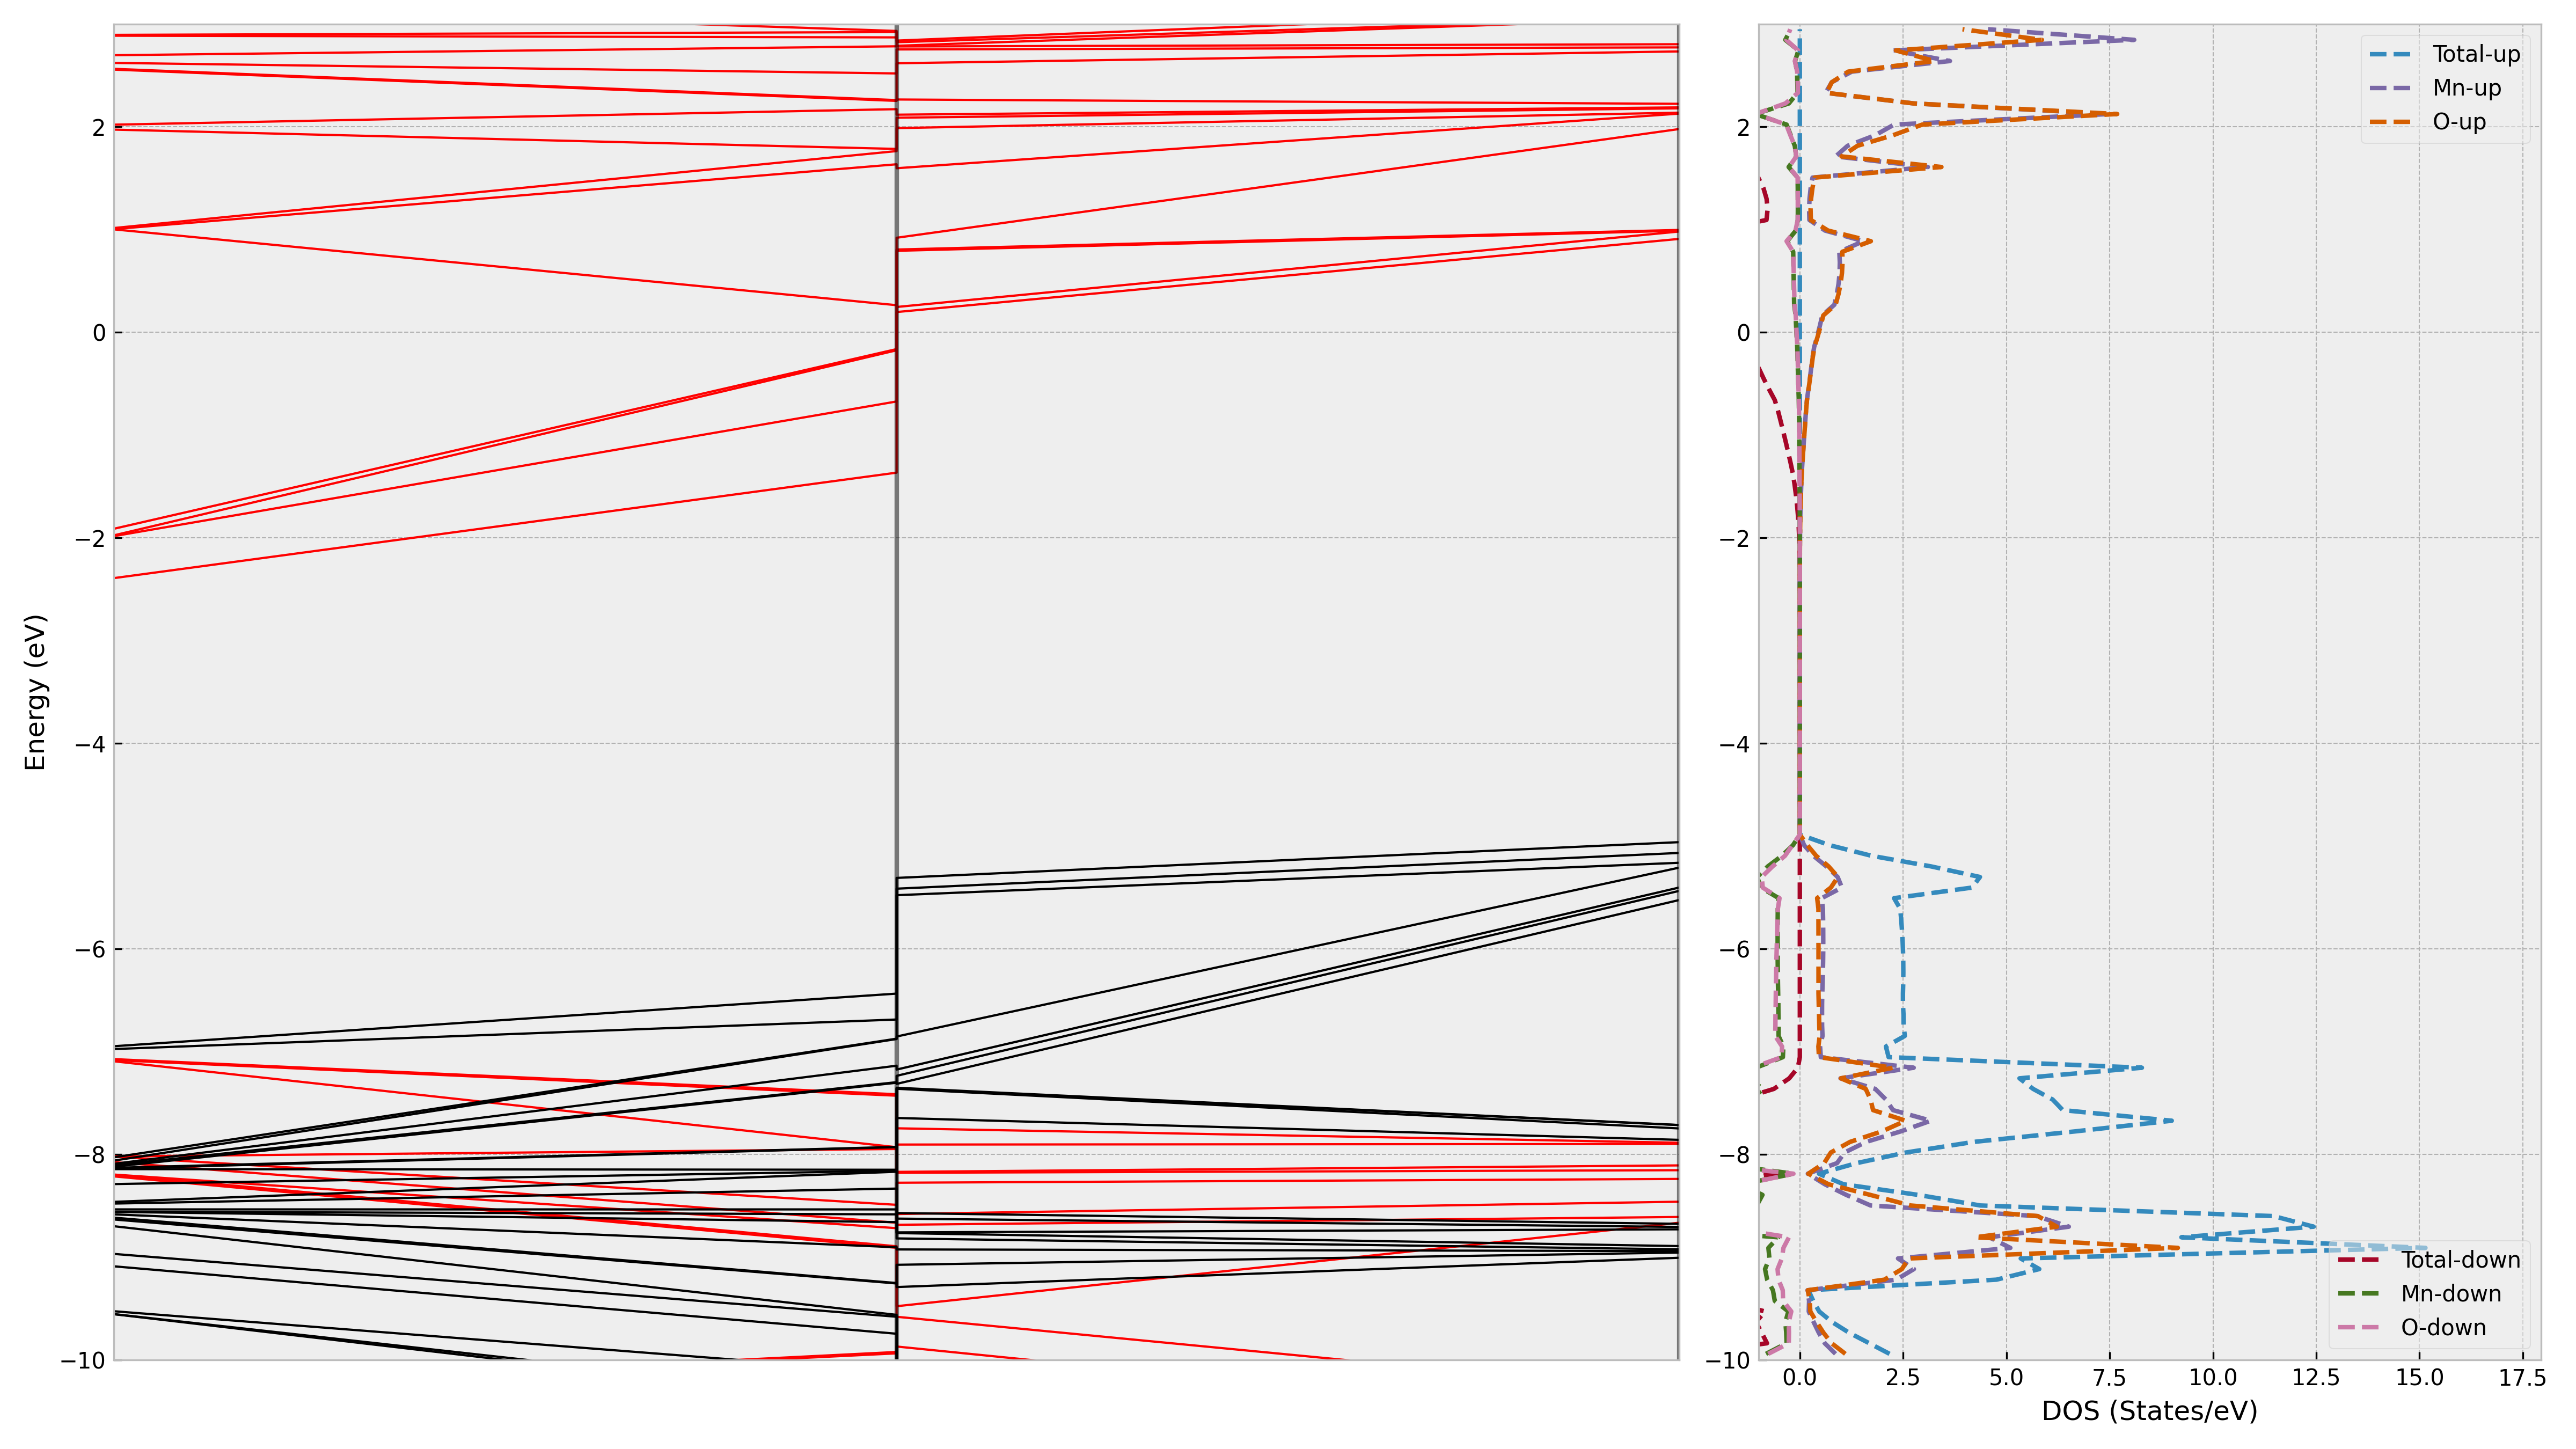 Energy (eV)
2
0
−2
−4
−6
−8
−10
2
0
−2
−4
−6
−8
−10
Total-up
Mn-up
O-up
Total-down
Mn-down
O-down
0.0 2.5 5.0 7.5 10.0 12.5 15.0 17.5
DOS (States/eV)